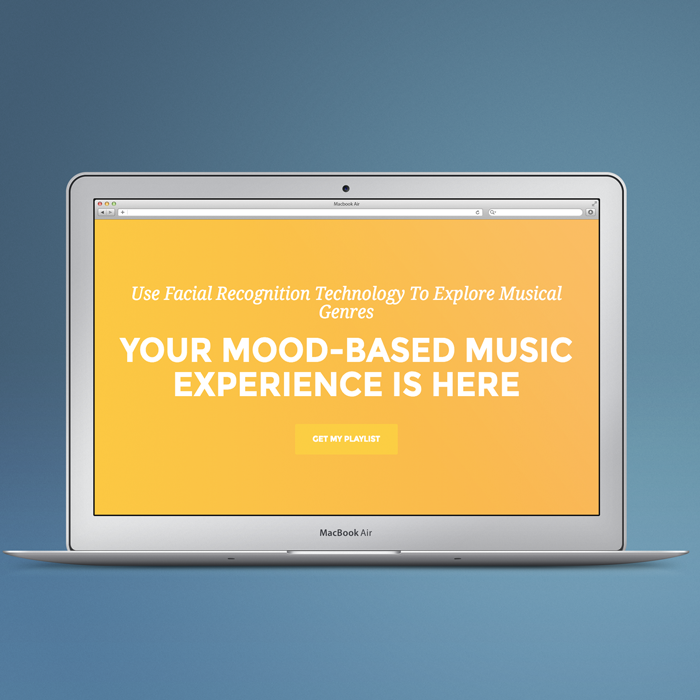 Macbook Air
Use Facial Recognition Technology To Explore Musical
Genres
YOUR MOOD-BASED MUSIC
EXPERIENCE IS HERE
GET MY PLAYLIST
MacBook Air